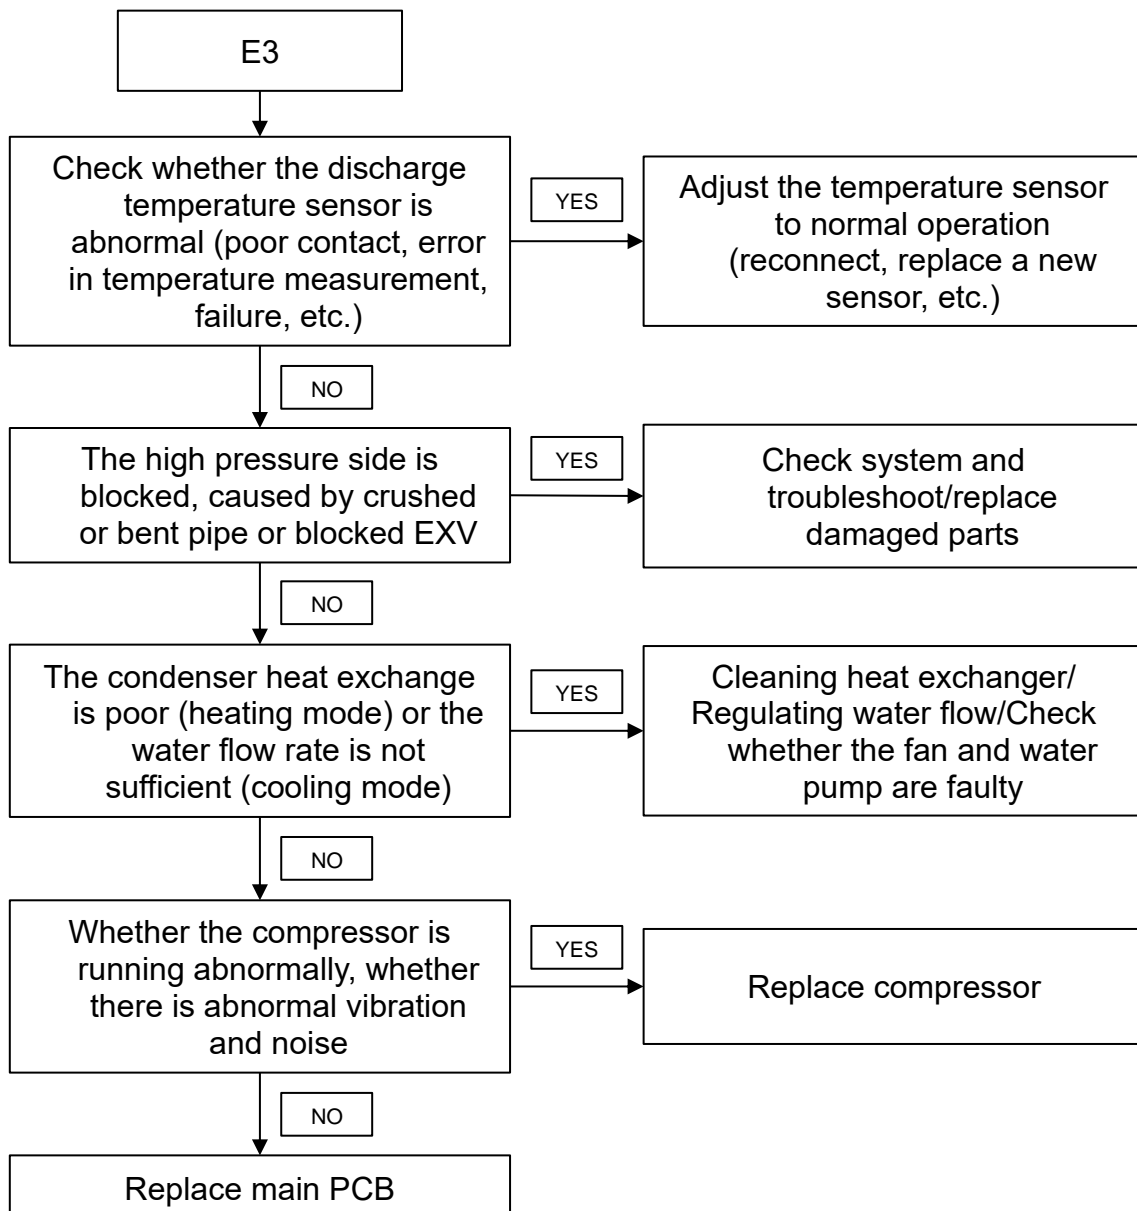 E3
Check whether the discharge
temperature sensor is
abnormal (poor contact, error
in temperature measurement,
failure, etc.)
YES
Adjust the temperature sensor
to normal operation
(reconnect, replace a new
sensor, etc.)
NO
The high pressure side is
blocked, caused by crushed
or bent pipe or blocked EXV
YES
Check system and
troubleshoot/replace
damaged parts
NO
The condenser heat exchange
is poor (heating mode) or the
water flow rate is not
sufficient (cooling mode)
YES
Cleaning heat exchanger/
Regulating water flow/Check
whether the fan and water
pump are faulty
NO
Whether the compressor is
running abnormally, whether
there is abnormal vibration
and noise
YES
Replace compressor
NO
Replace main PCB